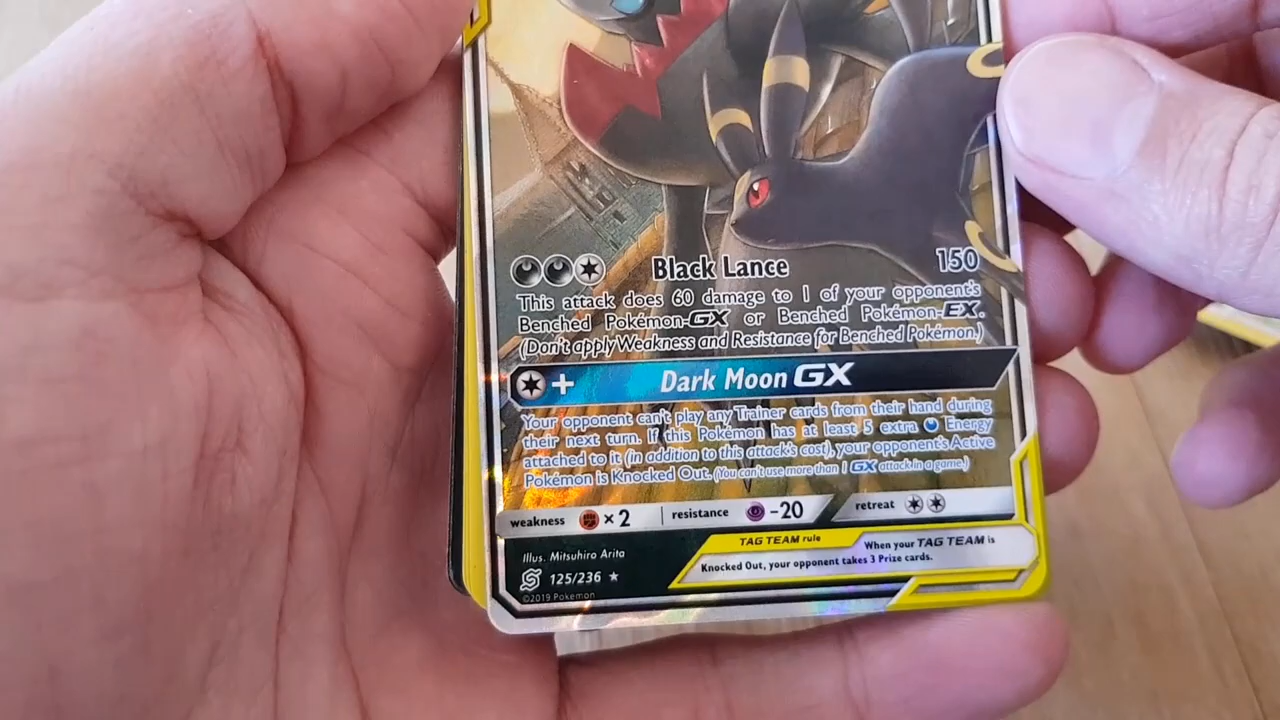 Black Lance 150
This attack does 60 damage to 1 of your opponent's
Benched Pokémon-GX or Benched Pokémon-EX.
(Don't apply Weakness and Resistance for Benched Pokémon.)
+ Dark Moon GX
Your opponent can't play any Trainer cards from their hand during
their next turn. If this Pokémon has at least 5 extra Energy
attached to it (in addition to this attack's cost), your opponent's Active
Pokémon is Knocked Out. (You can't use more than 1 GX attack in a game.)
weakness ×2 resistance -20 retreat
TAG TEAM rule
When your TAG TEAM is
Knocked Out, your opponent takes 3 Prize cards.
Illus. Mitsuhiro Arita
125/236 ★
©2019 Pokémon